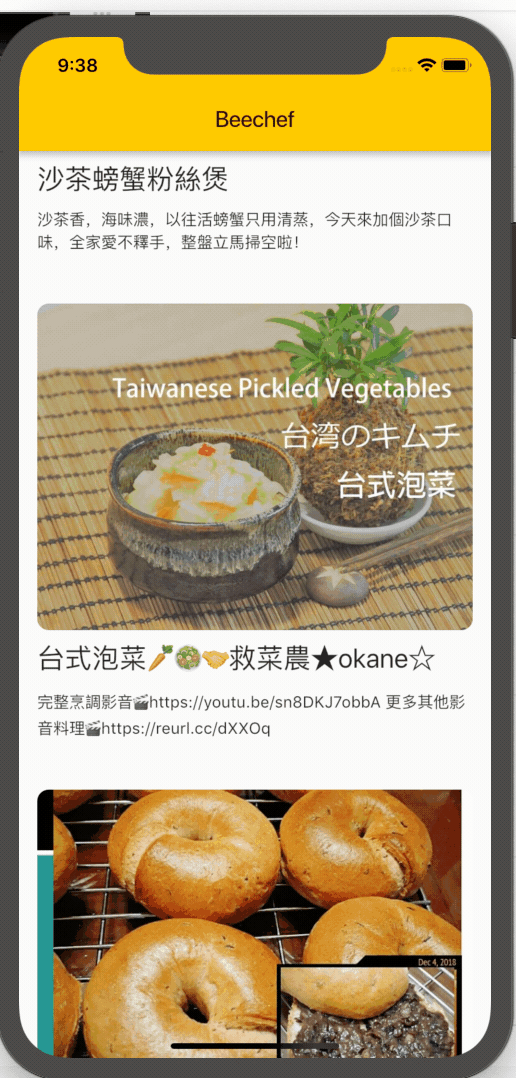 9:38
Beechef
沙茶螃蟹粉絲煲
沙茶香，海味濃，以往活螃蟹只用清蒸，今天來加個沙茶口
味，全家愛不釋手，整盤立馬掃空啦！
Taiwanese Pickled Vegetables
台湾のキムチ
台式泡菜
台式泡菜🥕🥗🤝救菜農★okane☆
完整烹調影音🎬https://youtu.be/sn8DKJ7obbA 更多其他影
音料理🎬https://reurl.cc/dXXOq
Dec 4, 2018